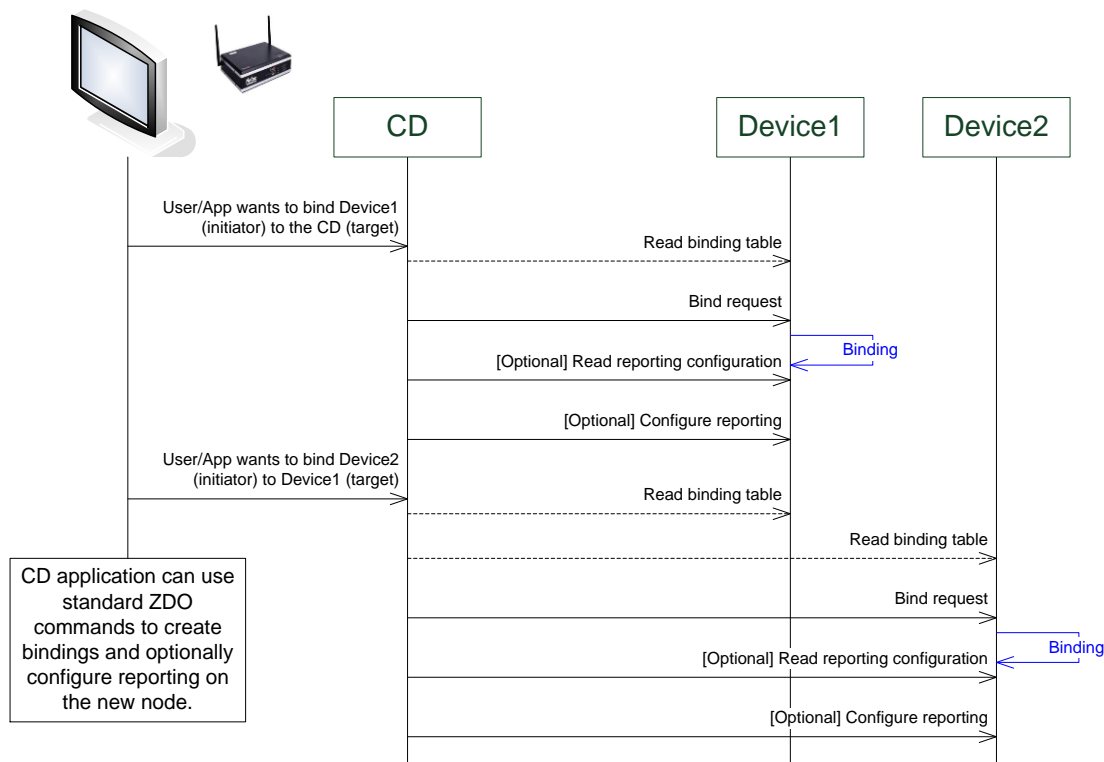 CD
Device1
Device2
User/App wants to bind Device1
(initiator) to the CD (target)
Read binding table
Bind request
Binding
[Optional] Read reporting configuration
[Optional] Configure reporting
User/App wants to bind Device2
(initiator) to Device1 (target)
Read binding table
Read binding table
CD application can use
standard ZDO
commands to create
bindings and optionally
configure reporting on
the new node.
Bind request
Binding
[Optional] Read reporting configuration
[Optional] Configure reporting